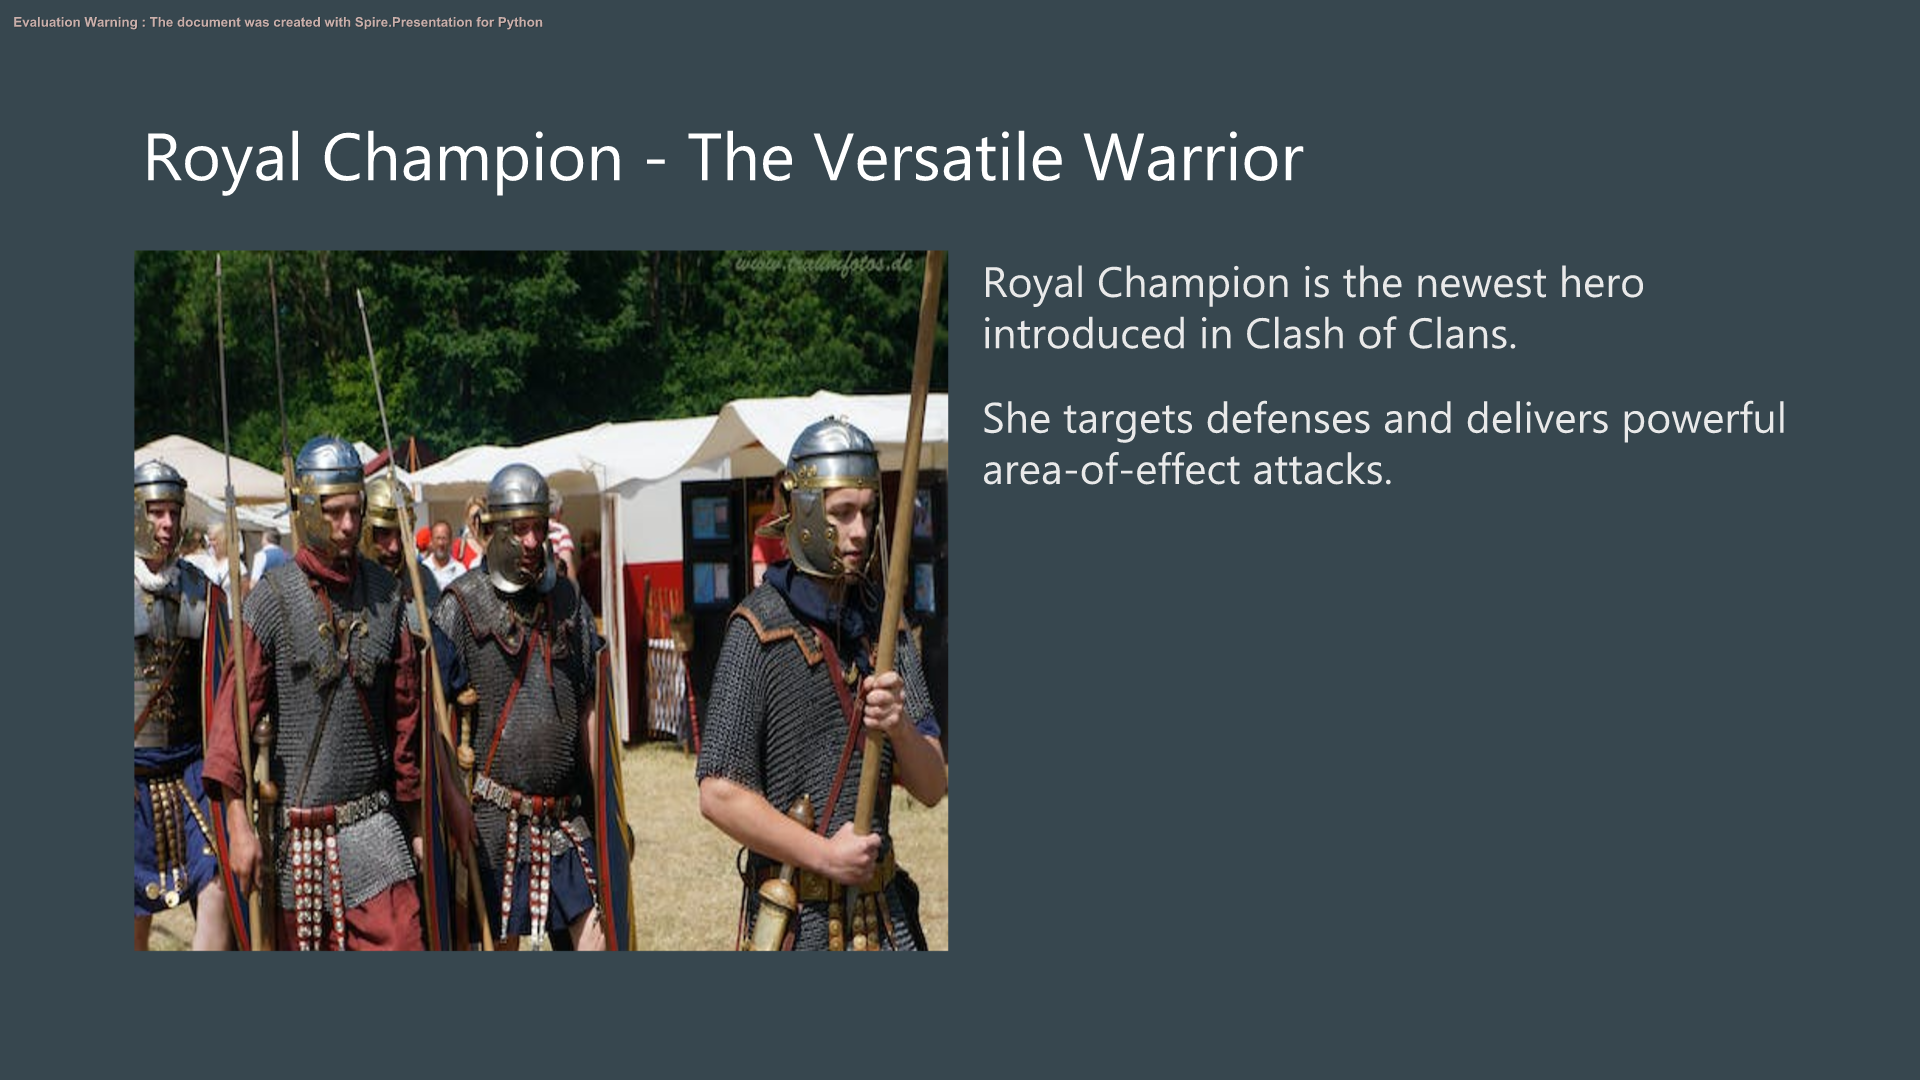 Evaluation Warning : The document was created with Spire.Presentation for Python
Royal Champion - The Versatile Warrior
www.traumfotos.de
Royal Champion is the newest hero
introduced in Clash of Clans.
She targets defenses and delivers powerful
area-of-effect attacks.